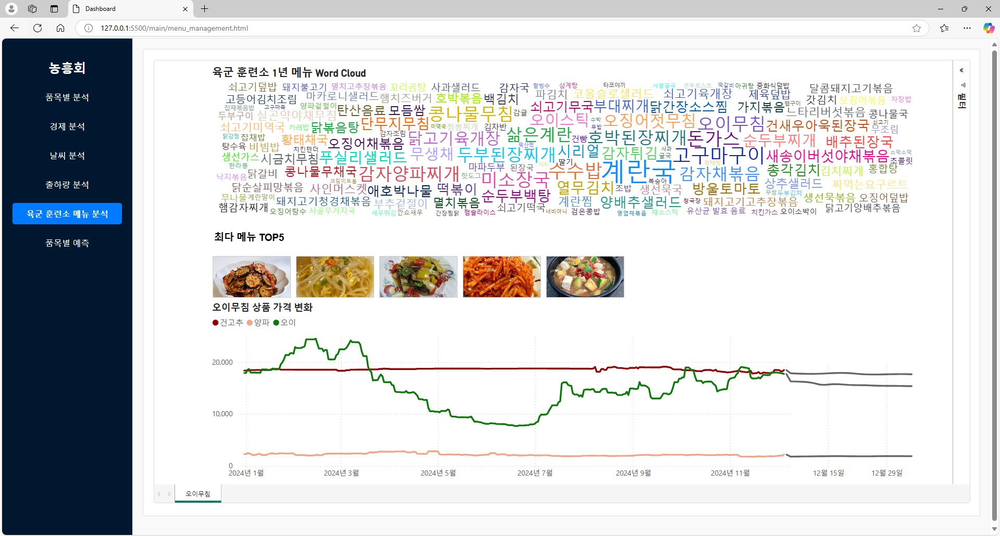 Dashboard
127.0.0.1:5500/main/menu_management.html
농흥회
품목별 분석
경제 분석
날씨 분석
출하량 분석
육군 훈련소 메뉴 분석
품목별 예측
육군 훈련소 1년 메뉴 Word Cloud
쇠고기덮밥 돼지불고기 멸치고추장볶음 꼬리곰탕 사과샐러드 감자국 팥빙수 삼계탕 타코야끼 사골곰국 콘푸로스트 떡갈비 아귀탕 중화식덮밥 달콤돼지고기볶음
고등어김치조림 마카로니샐러드 햄치즈버거 호박볶음 백김치 파김치 코올슬로샐러드 쇠고기육개장 제육덮밥 갓김치 오징어볶음 자장밥
잡채볶음밥 고구마죽 양파겉절이 탄산음료 모듬쌈 콩나물무침 감귤 쇠고기무국 부대찌개 닭간장소스찜 가지볶음 햄구이 느타리버섯볶음 콩나물국
두부구이 실곤약야채무침 단무지무침 오이스틱 수박 무밥 오징어젓무침 오이무침 건새우아욱된장국 쇠고기 무조림
쇠고기미역국 카레밥 닭볶음탕 미역국 짬뽕찌개 김자반 삶은계란 건빵 호박된장찌개 돈가스 순두부찌개 배추된장국
닭강정 잡채밥 황태채국 감자조림 오징어채볶음 닭고기육개장 떡산적
탕수육 비빔밥 치킨텐더 무생채 두부된장찌개 시리얼 감자튀김 사과 굴국 고구마구이 새송이버섯야채볶음 소떡소떡 초콜릿
생선가스 시금치무침 푸실리샐러드 딸기
한라봉 낙지볶음 닭갈비 콩나물무채국 감자양파찌개 마파두부 된장국 자두 수수밥 계란국 황태찜 감자채볶음 총각김치 김치찌개 홍합탕
크림미트볼 핫도그 미소장국 복숭아
닭순살피망볶음 사인머스켓 애호박나물 떡볶이 열무김치 조밥 생선묵국 방울토마토 상추샐러드 짜먹는요구르트
무나물 계란말이 돼지고기청경채볶음 부추겉절이 멸치볶음 순두부백탕 계란찜 양배추샐러드 청국장 돼지고기고추장볶음 무쌈 두부김치 생선묵볶음 오징어덮밥
햄감자찌개 오징어탕수 사골우거지국 새우튀김 깐쇼새우 간장찜닭 햄슬라이스 쇠고기떡국 너비아니 검은콩밥 명엽채볶음 채소스틱 유산균 발효 음료 치킨가스 오이소박이 닭고기양배추볶음
필터
최다 메뉴 TOP5
오이무침 상품 가격 변화
건고추 양파 오이
20,000
10,000
0
2024년 1월 2024년 3월 2024년 5월 2024년 7월 2024년 9월 2024년 11월 12월 15일 12월 29일
오이무침